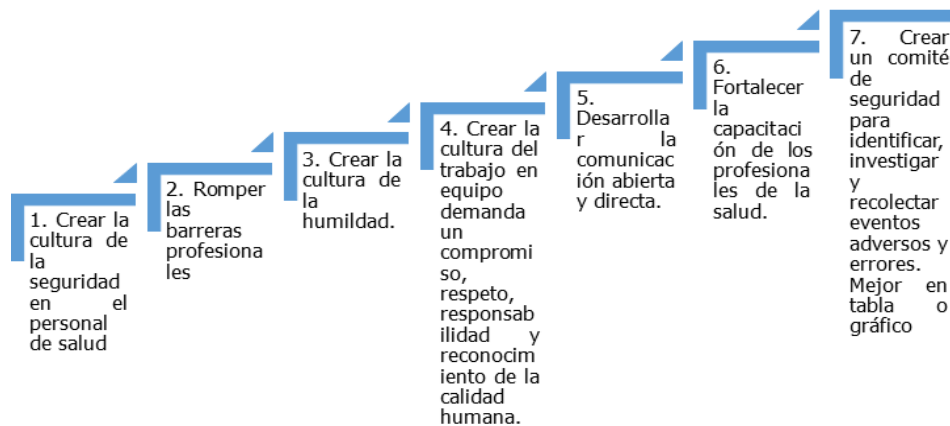 1. Crear la
cultura de
la
seguridad
en el
personal
de salud
2. Romper
las
barreras
profesiona
les
3. Crear la
cultura de
la
humildad.
4. Crear la
cultura del
trabajo en
equipo
demanda
un
compromi
so,
respeto,
responsab
ilidad y
reconocim
iento de la
calidad
humana.
5.
Desarrolla
r la
comunicac
ión abierta
y directa.
6.
Fortalecer
la
capacitaci
ón de los
profesiona
les de la
salud.
7. Crear
un comité
de
seguridad
para
identificar,
investigar
y
recolectar
eventos
adversos y
errores.
Mejor en
tabla o
gráfico